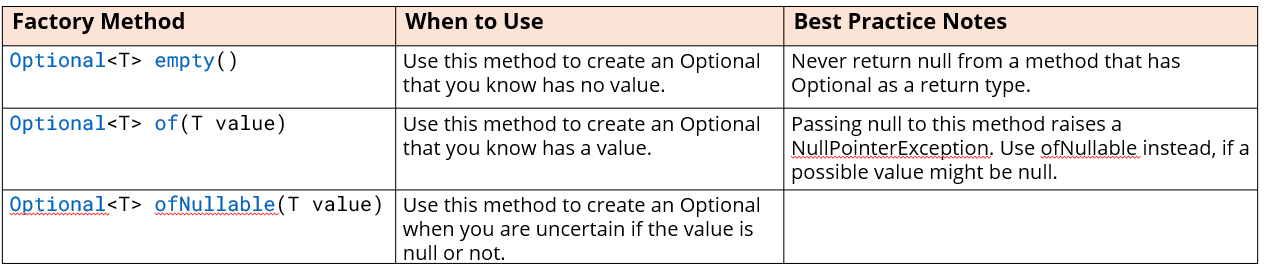 Factory Method
When to Use
Best Practice Notes
Optional<T> empty()
Use this method to create an Optional
that you know has no value.
Never return null from a method that has
Optional as a return type.
Optional<T> of(T value)
Use this method to create an Optional
that you know has a value.
Passing null to this method raises a
NullPointerException. Use ofNullable instead, if a
possible value might be null.
Optional<T> ofNullable(T value)
Use this method to create an Optional
when you are uncertain if the value is
null or not.